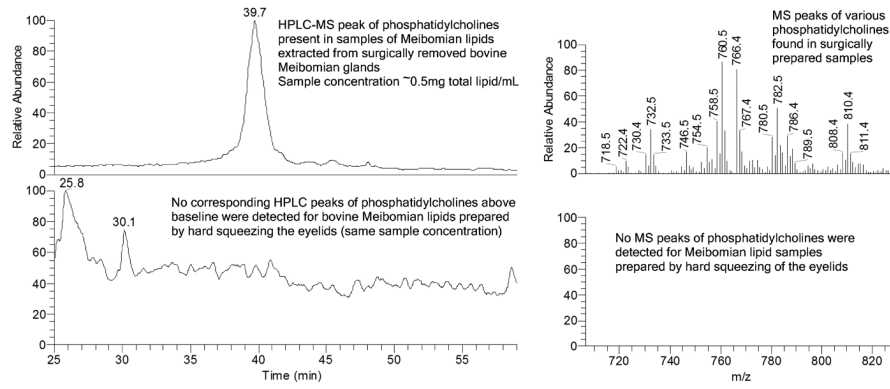 39.7
HPLC-MS peak of phosphatidylcholines
present in samples of Meibomian lipids
extracted from surgically removed bovine
Meibomian glands
Sample concentration ~0.5mg total lipid/mL
100
80
60
40
20
0
Relative Abundance
25.8
30.1
No corresponding HPLC peaks of phosphatidylcholines above
baseline were detected for bovine Meibomian lipids prepared
by hard squeezing the eyelids (same sample concentration)
100
80
60
40
20
0
Relative Abundance
25 30 35 40 45 50 55
Time (min)
MS peaks of various
phosphatidylcholines
found in surgically
prepared samples
100
80
60
40
20
0
Relative Abundance
718.5
722.4
730.4
732.5
733.5
746.5
754.5
758.5
760.5
766.4
767.4
780.5
782.5
786.4
789.5
808.4
810.4
811.4
No MS peaks of phosphatidylcholines were
detected for Meibomian lipid samples
prepared by hard squeezing of the eyelids
100
80
60
40
20
0
720 740 760 780 800 820
m/z